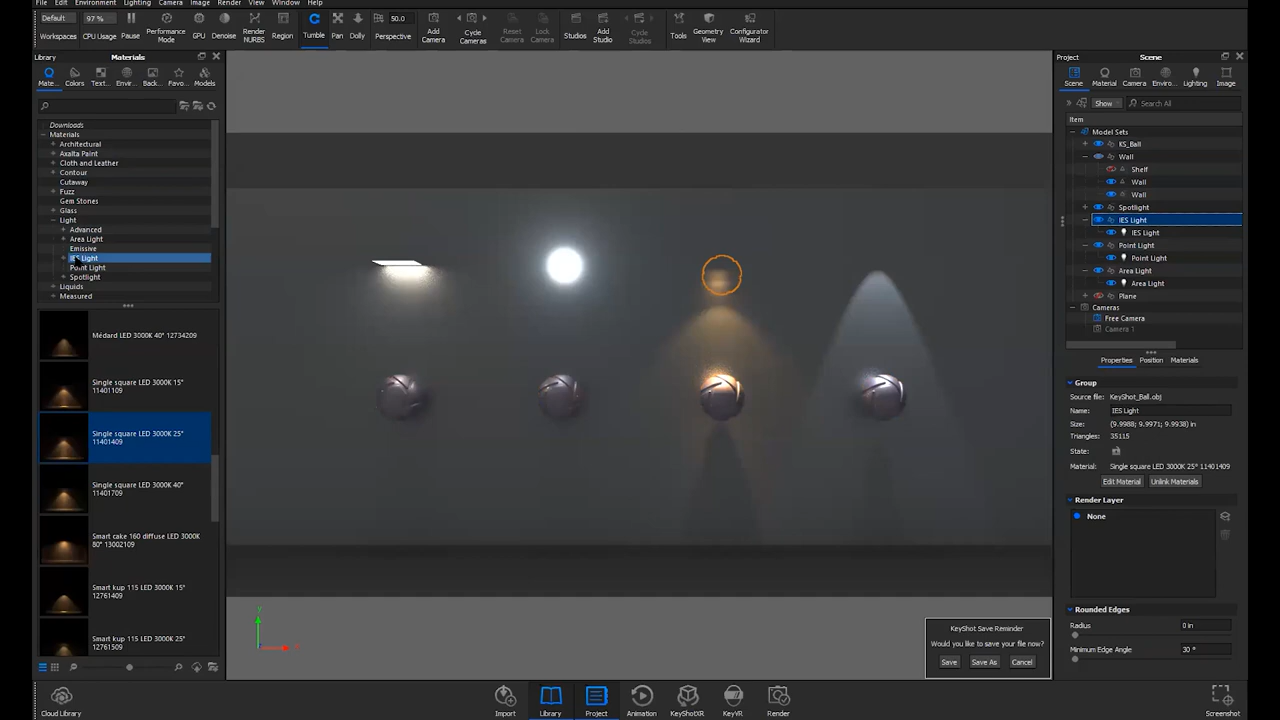 File Edit Environment Lighting Camera Image Render View Window Help
Default 97 % 50.0
Workspaces CPU Usage Pause Performance Mode GPU Denoise Render NURBS Region Tumble Pan Dolly Perspective Add Camera Cycle Cameras Reset Camera Lock Camera Studios Add Studio Cycle Studios Tools Geometry View Configurator Wizard
Library Materials
Mate... Colors Text... Envir... Back... Favo... Models
Downloads
Materials
Architectural
Axalta Paint
Cloth and Leather
Contour
Cutaway
Fuzz
Gem Stones
Glass
Light
Advanced
Area Light
Emissive
IES Light
Point Light
Spotlight
Liquids
Measured
Médard LED 3000K 40° 12734209
Single square LED 3000K 15°
11401109
Single square LED 3000K 25°
11401409
Single square LED 3000K 40°
11401709
Smart cake 160 diffuse LED 3000K
80° 13002109
Smart kup 115 LED 3000K 15°
12761409
Smart kup 115 LED 3000K 25°
12761509
Y
X
KeyShot Save Reminder
Would you like to save your file now?
Save Save As Cancel
Project Scene
Scene Material Camera Enviro... Lighting Image
Show Search All
Item
Model Sets
KS_Ball
Wall
Shelf
Wall
Wall
Spotlight
IES Light
IES Light
Point Light
Point Light
Area Light
Area Light
Plane
Cameras
Free Camera
Camera 1
Properties Position Materials
Group
Source file: KeyShot_Ball.obj
Name: IES Light
Size: (9.9988; 9.9971; 9.9938) in
Triangles: 35115
State:
Material: Single square LED 3000K 25° 11401409
Edit Material Unlink Materials
Render Layer
None
Rounded Edges
Radius 0 in
Minimum Edge Angle 30 °
Cloud Library Import Library Project Animation KeyShotXR KeyVR Render Screenshot